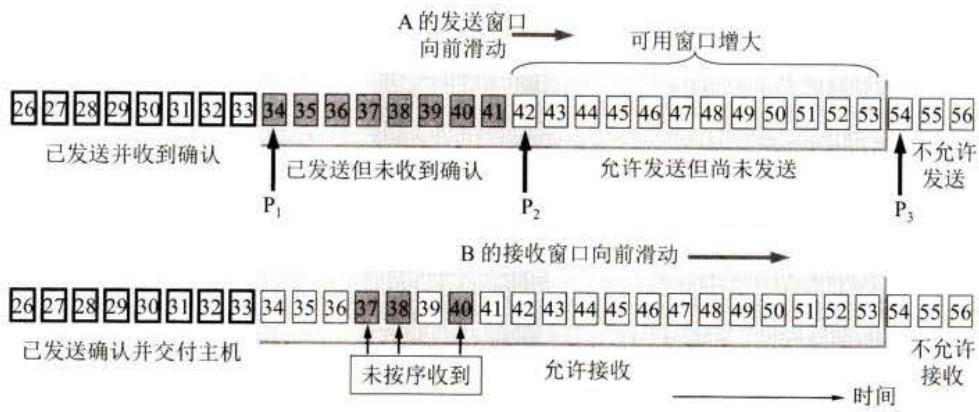 A 的发送窗口
向前滑动
可用窗口增大
26 27 28 29 30 31 32 33 34 35 36 37 38 39 40 41 42 43 44 45 46 47 48 49 50 51 52 53 54 55 56
已发送并收到确认 已发送但未收到确认 允许发送但尚未发送 不允许
发送
P1 P2 P3
B 的接收窗口向前滑动
26 27 28 29 30 31 32 33 34 35 36 37 38 39 40 41 42 43 44 45 46 47 48 49 50 51 52 53 54 55 56
已发送确认并交付主机 未按序收到 允许接收 不允许
接收
时间